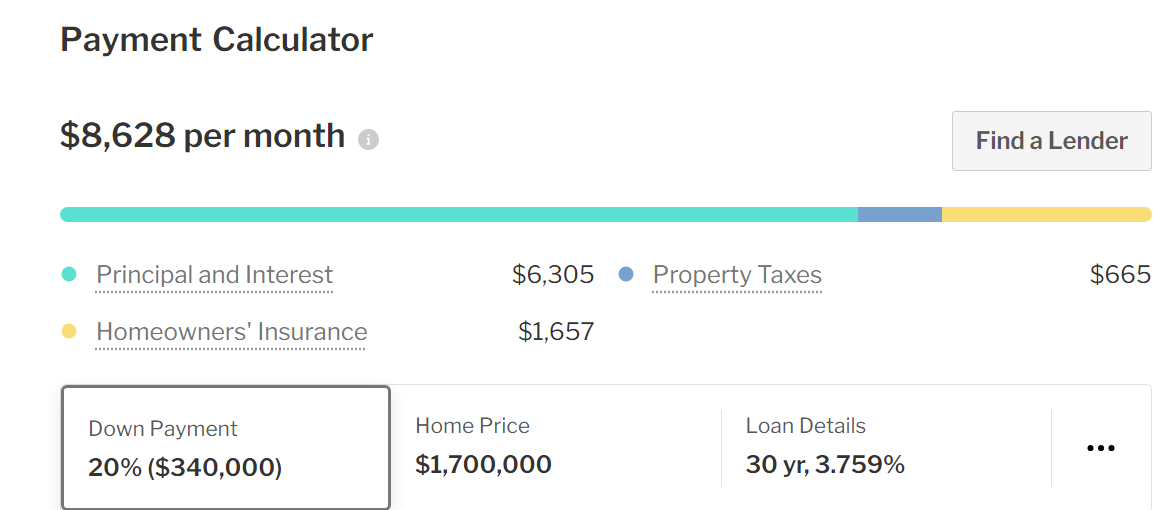 Payment Calculator
$8,628 per month
Find a Lender
Principal and Interest $6,305
Property Taxes $665
Homeowners' Insurance $1,657
Down Payment
20% ($340,000)
Home Price
$1,700,000
Loan Details
30 yr, 3.759%